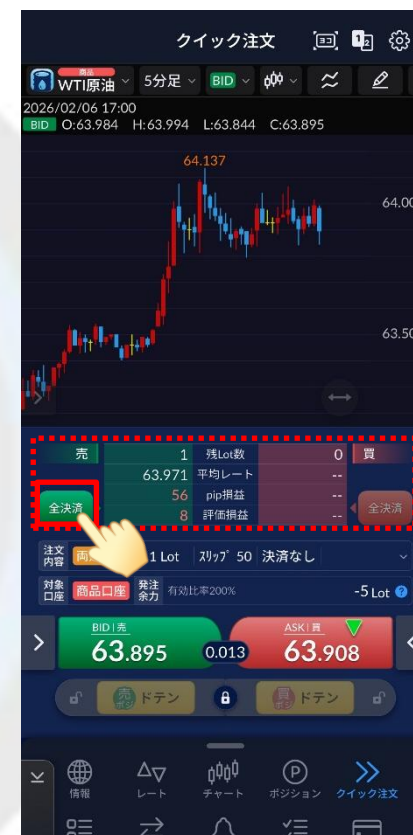 クイック注文
商品
WTI原油 5分足 BID
2026/02/06 17:00
BID O:63.984 H:63.994 L:63.844 C:63.895
64.137
64.00
63.50
売 1 残Lot数 0 買
63.971 平均レート --
全決済 56 pip損益 -- 全決済
8 評価損益 --
注文内容 1 Lot ｽﾘｯﾌﾟ 50 決済なし
対象口座 商品口座 発注余力 有効比率200% -5 Lot
BID | 売 ASK | 買
63.895 0.013 63.908
売ポジ ドテン 買ポジ ドテン
情報 レート チャート ポジション クイック注文